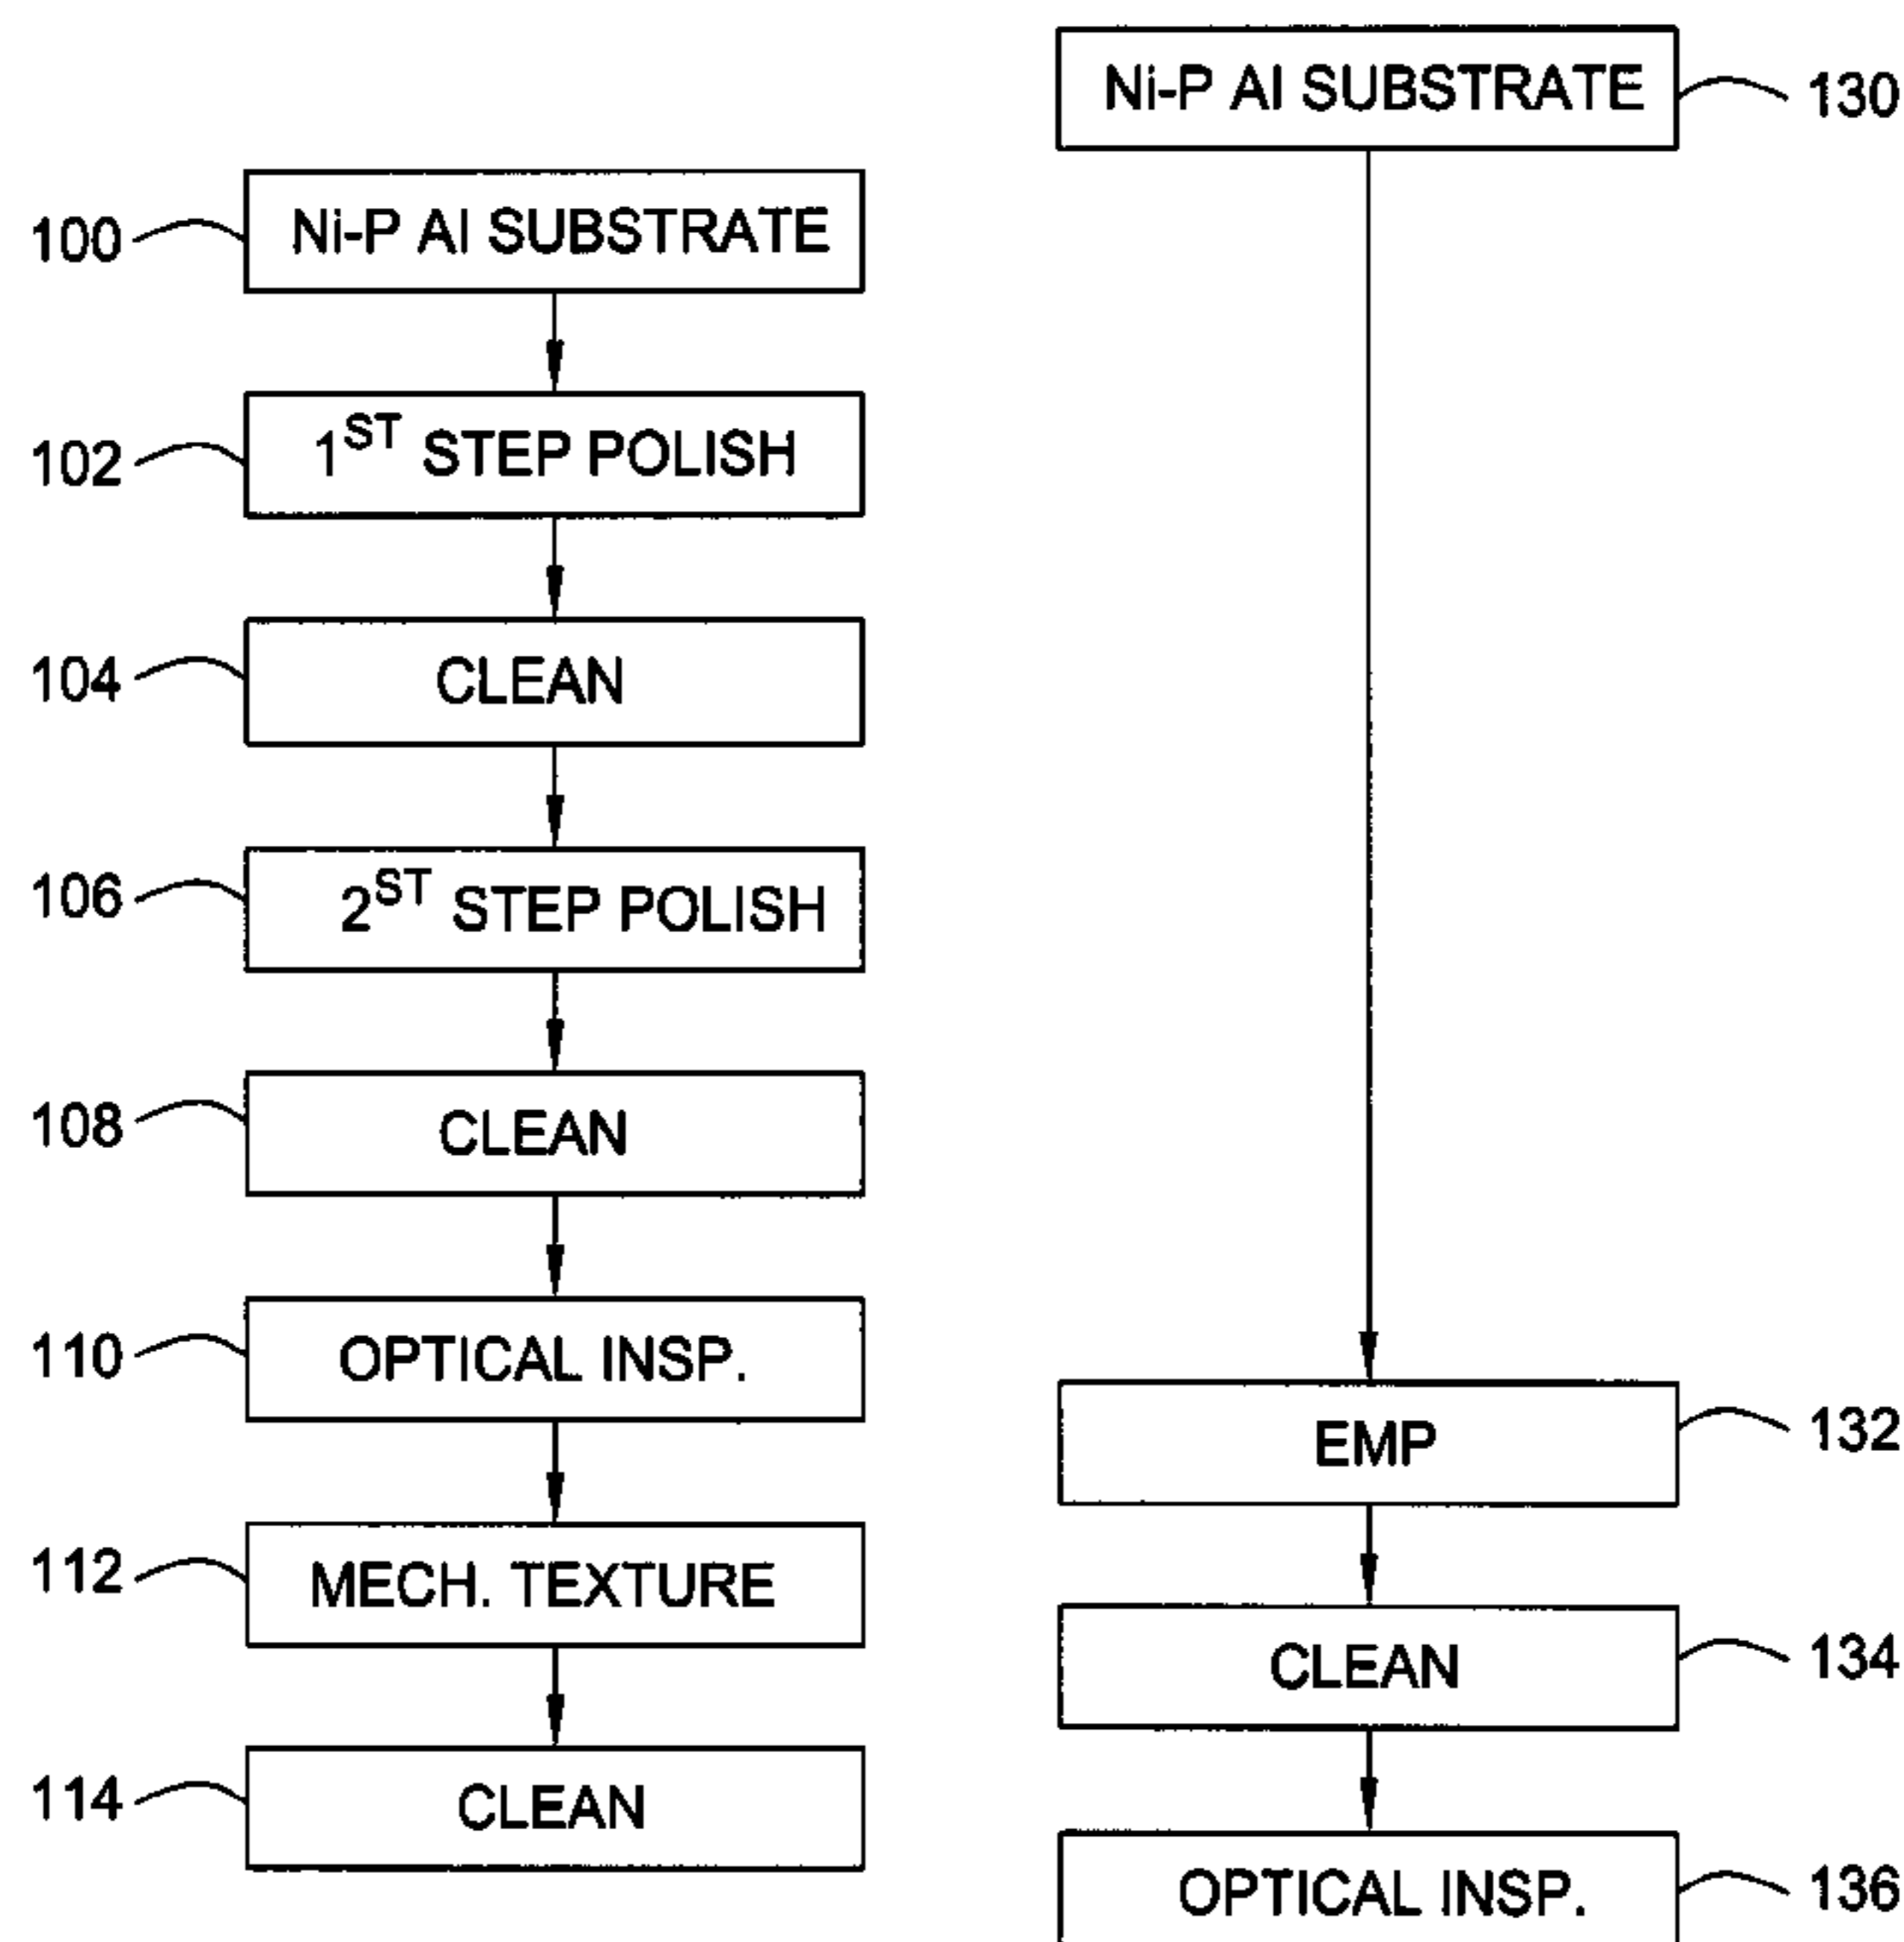 100 Ni-P Al SUBSTRATE
102 1ST STEP POLISH
104 CLEAN
106 2ST STEP POLISH
108 CLEAN
110 OPTICAL INSP.
112 MECH. TEXTURE
114 CLEAN
Ni-P Al SUBSTRATE 130
EMP 132
CLEAN 134
OPTICAL INSP. 136